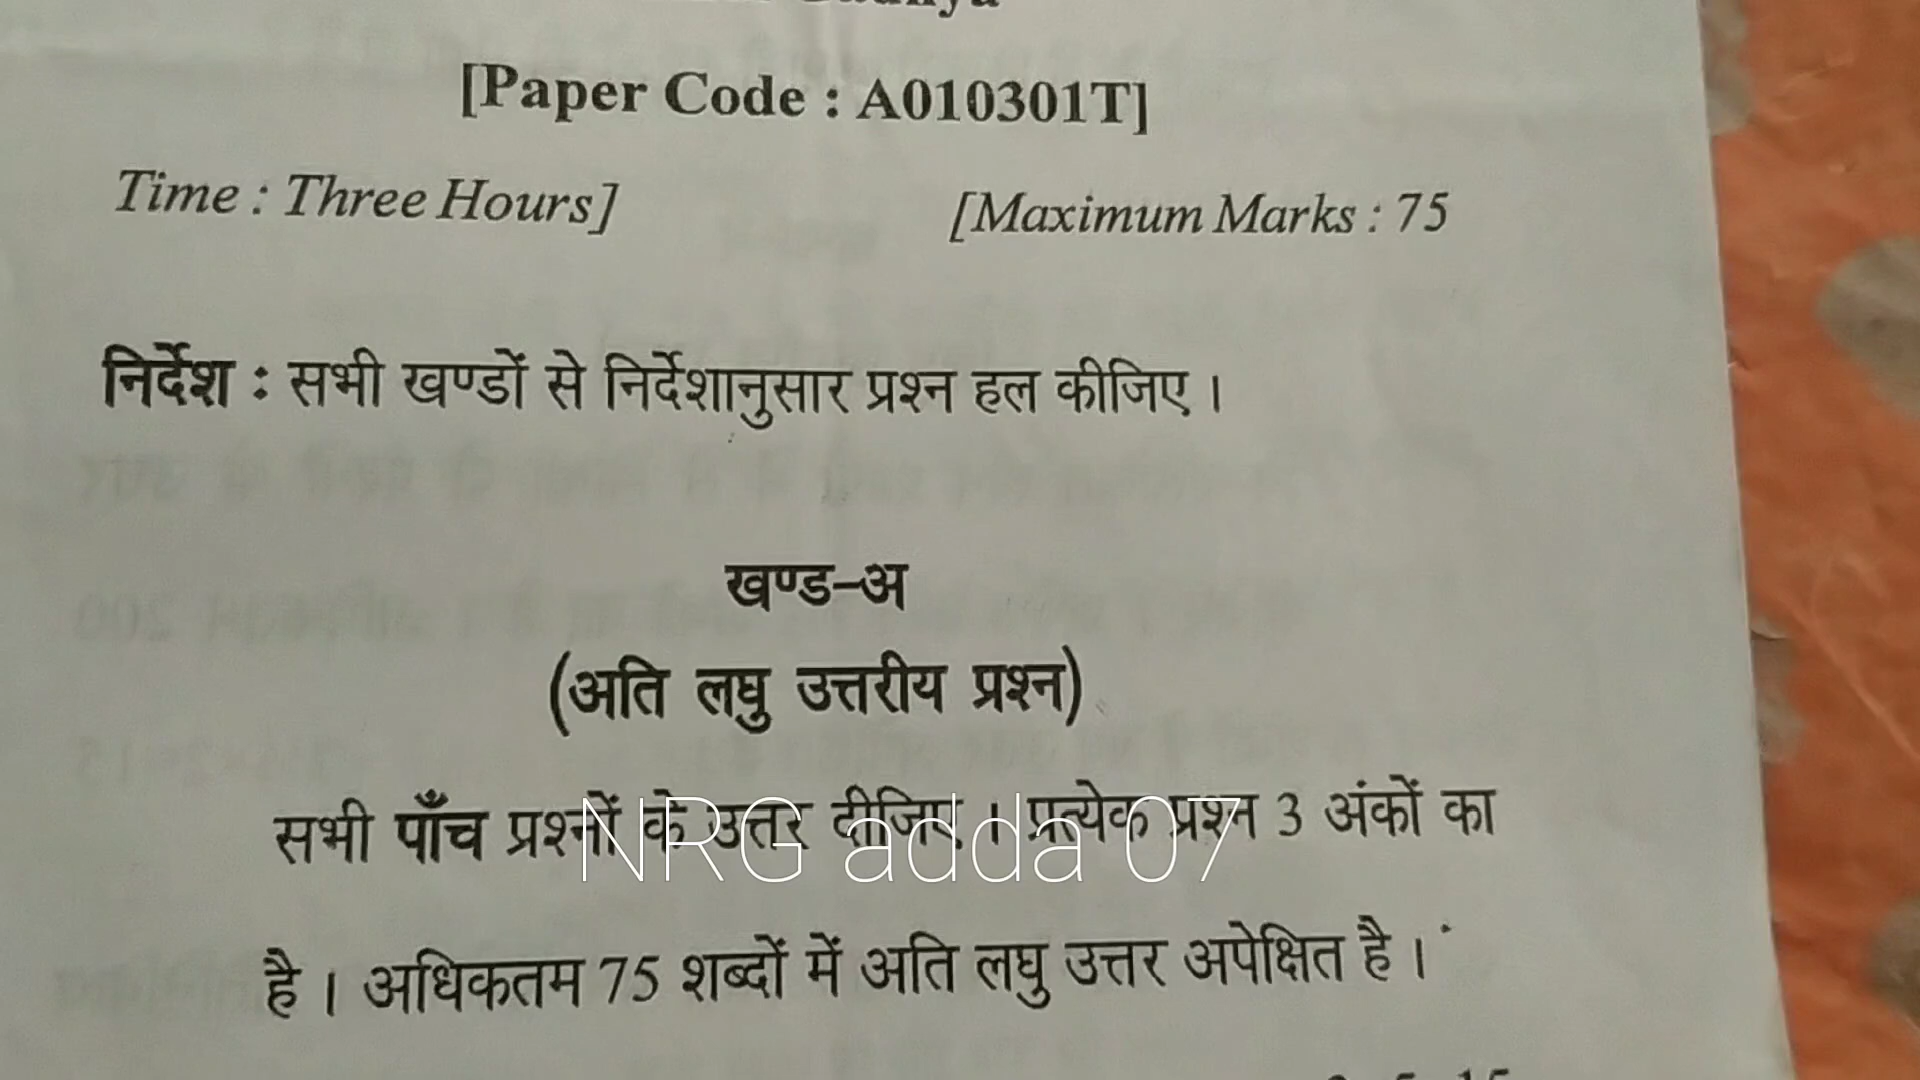 [Paper Code : A010301T]
Time : Three Hours] [Maximum Marks : 75
निर्देश : सभी खण्डों से निर्देशानुसार प्रश्न हल कीजिए ।
खण्ड–अ
(अति लघु उत्तरीय प्रश्न)
सभी पाँच प्रश्नों के उत्तर दीजिए । प्रत्येक प्रश्न 3 अंकों का
NRG adda 07
है । अधिकतम 75 शब्दों में अति लघु उत्तर अपेक्षित है ।